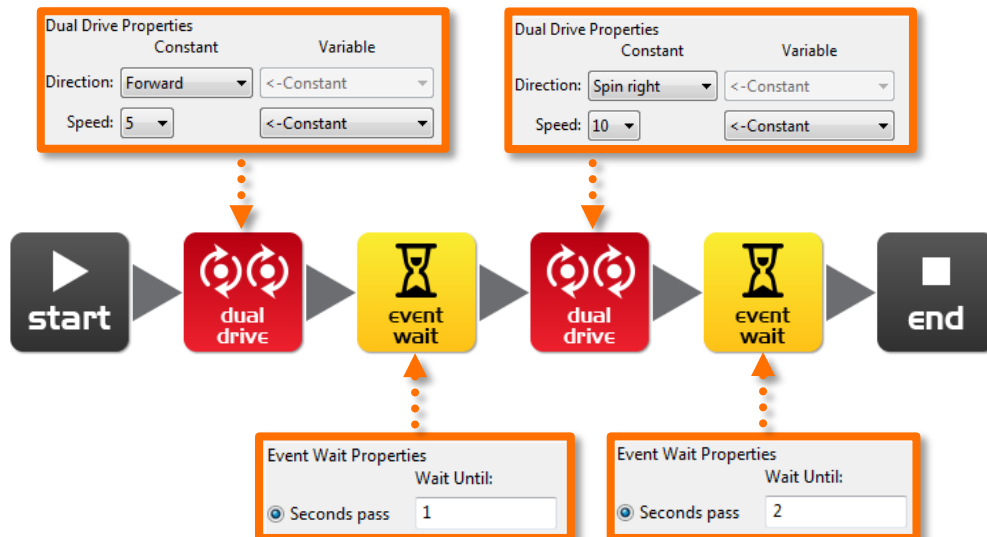 Dual Drive Properties
Constant Variable
Direction: Forward <-Constant
Speed: 5 <-Constant
Dual Drive Properties
Constant Variable
Direction: Spin right <-Constant
Speed: 10 <-Constant
start
dual
drive
event
wait
dual
drive
event
wait
end
Event Wait Properties
Wait Until:
Seconds pass 1
Event Wait Properties
Wait Until:
Seconds pass 2